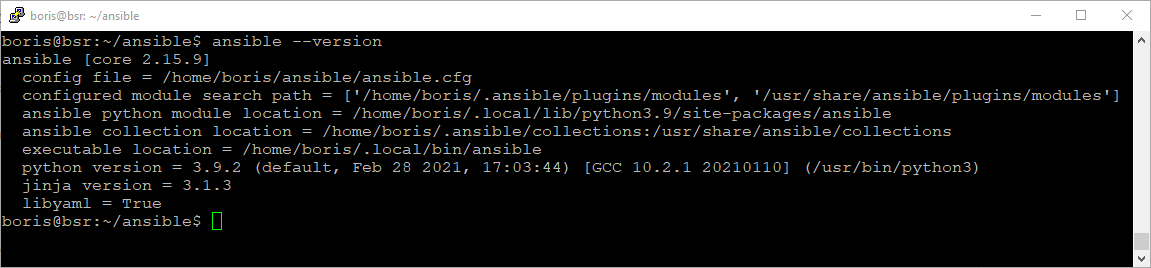 boris@bsr: ~/ansible
boris@bsr:~/ansible$ ansible --version
ansible [core 2.15.9]
  config file = /home/boris/ansible/ansible.cfg
  configured module search path = ['/home/boris/.ansible/plugins/modules', '/usr/share/ansible/plugins/modules']
  ansible python module location = /home/boris/.local/lib/python3.9/site-packages/ansible
  ansible collection location = /home/boris/.ansible/collections:/usr/share/ansible/collections
  executable location = /home/boris/.local/bin/ansible
  python version = 3.9.2 (default, Feb 28 2021, 17:03:44) [GCC 10.2.1 20210110] (/usr/bin/python3)
  jinja version = 3.1.3
  libyaml = True
boris@bsr:~/ansible$